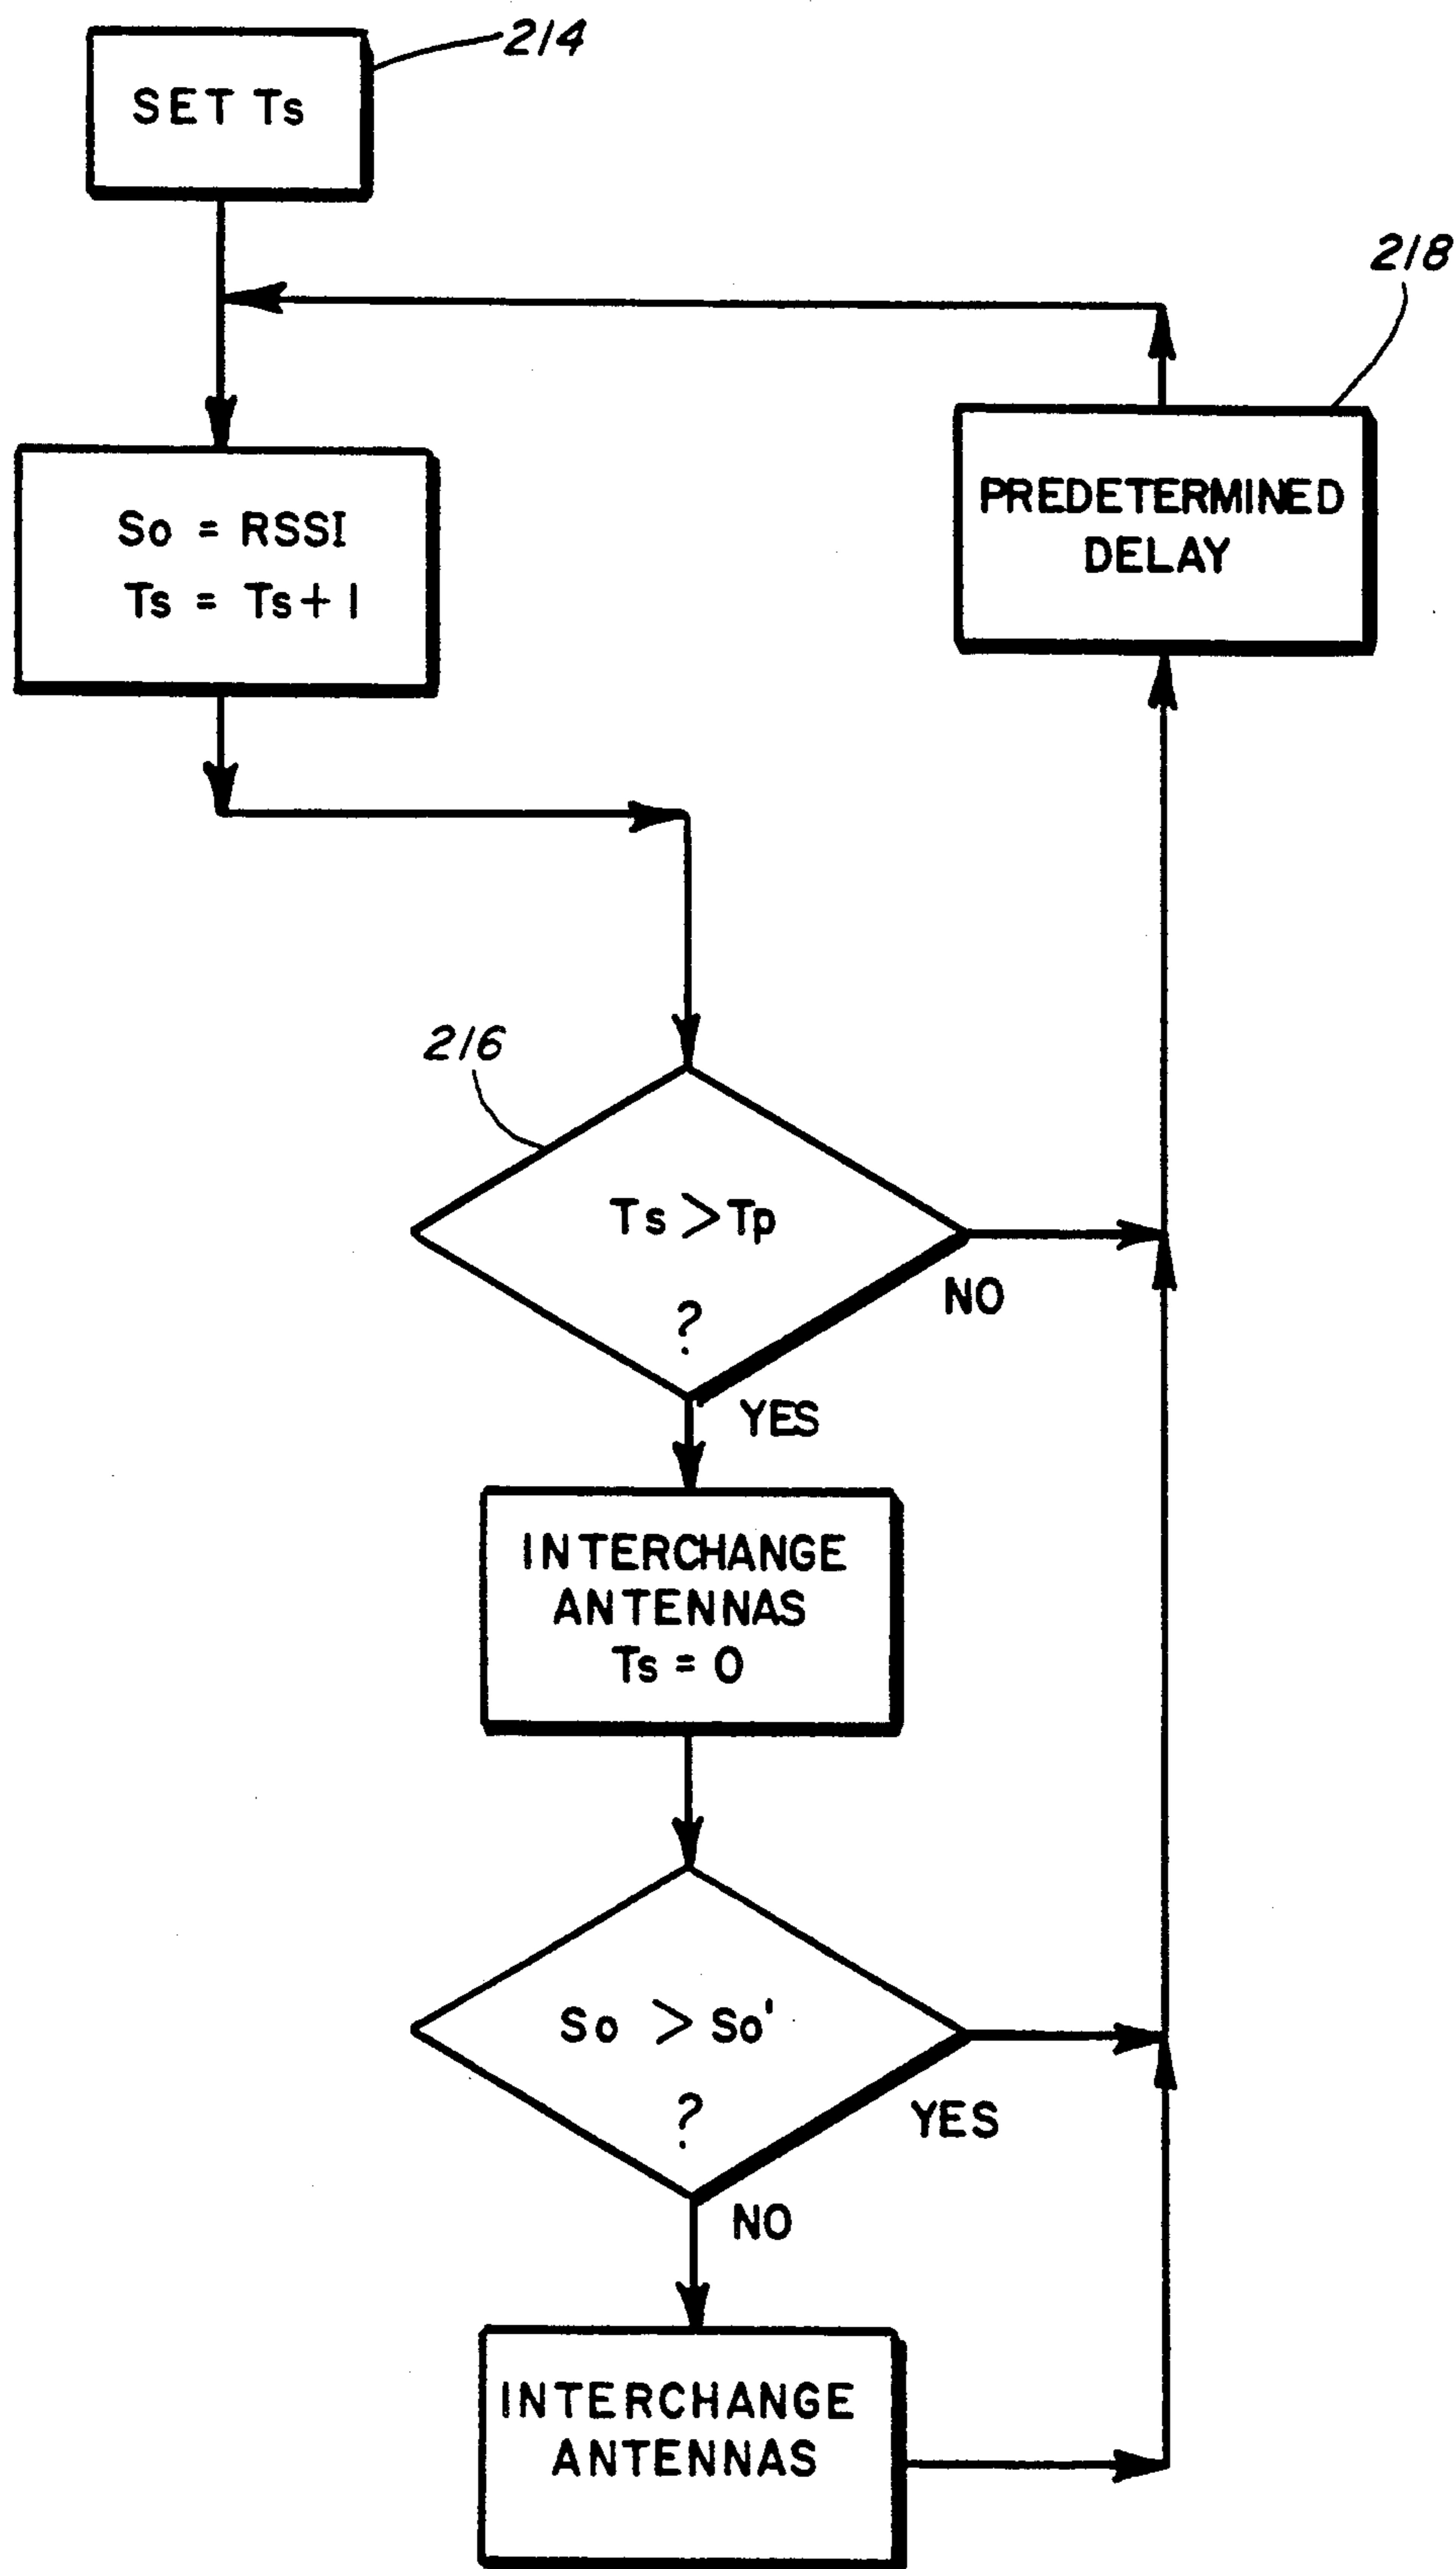 214
SET Ts
218
PREDETERMINED
DELAY
So = RSSI
Ts = Ts+1
216
Ts >Tp
?
NO
YES
INTERCHANGE
ANTENNAS
Ts = 0
So > So'
?
YES
NO
INTERCHANGE
ANTENNAS